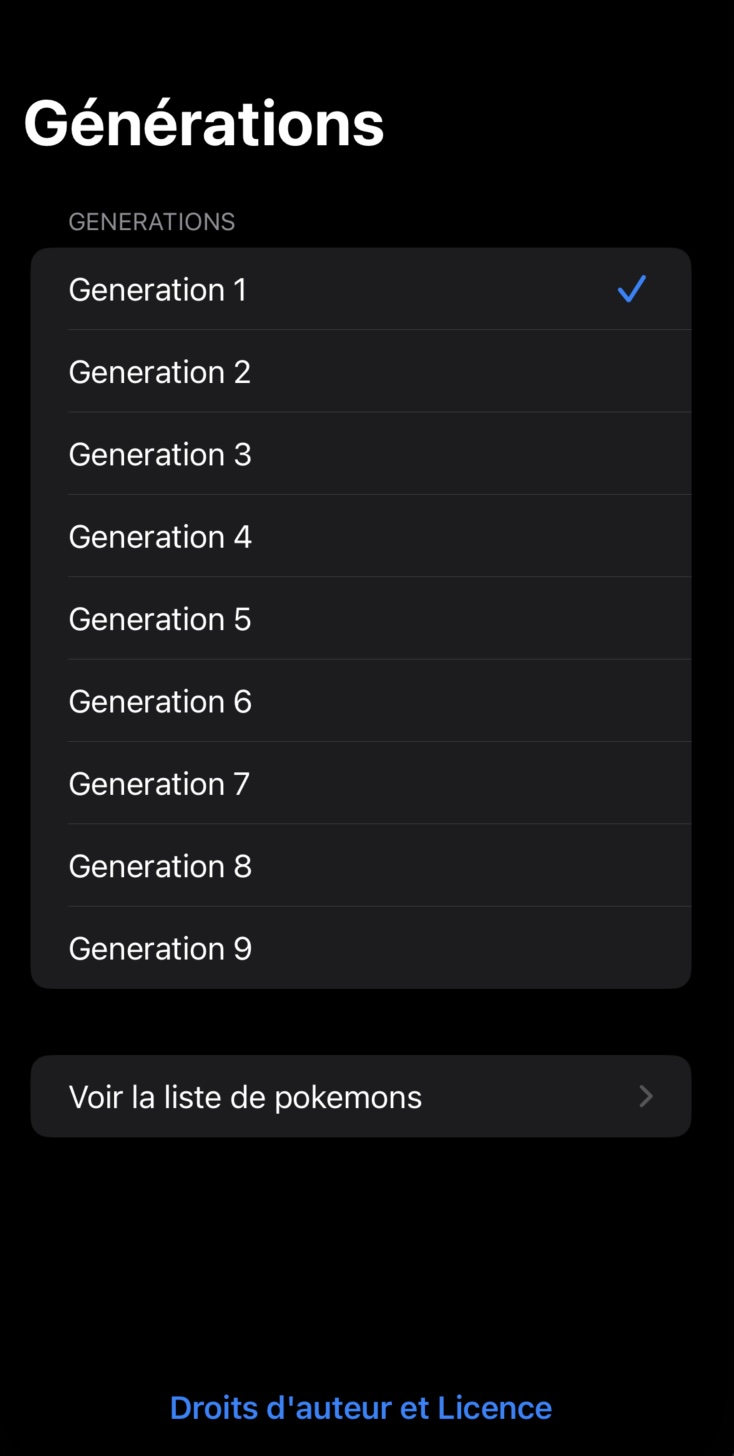 Générations
GENERATIONS
Generation 1
Generation 2
Generation 3
Generation 4
Generation 5
Generation 6
Generation 7
Generation 8
Generation 9
Voir la liste de pokemons
Droits d'auteur et Licence